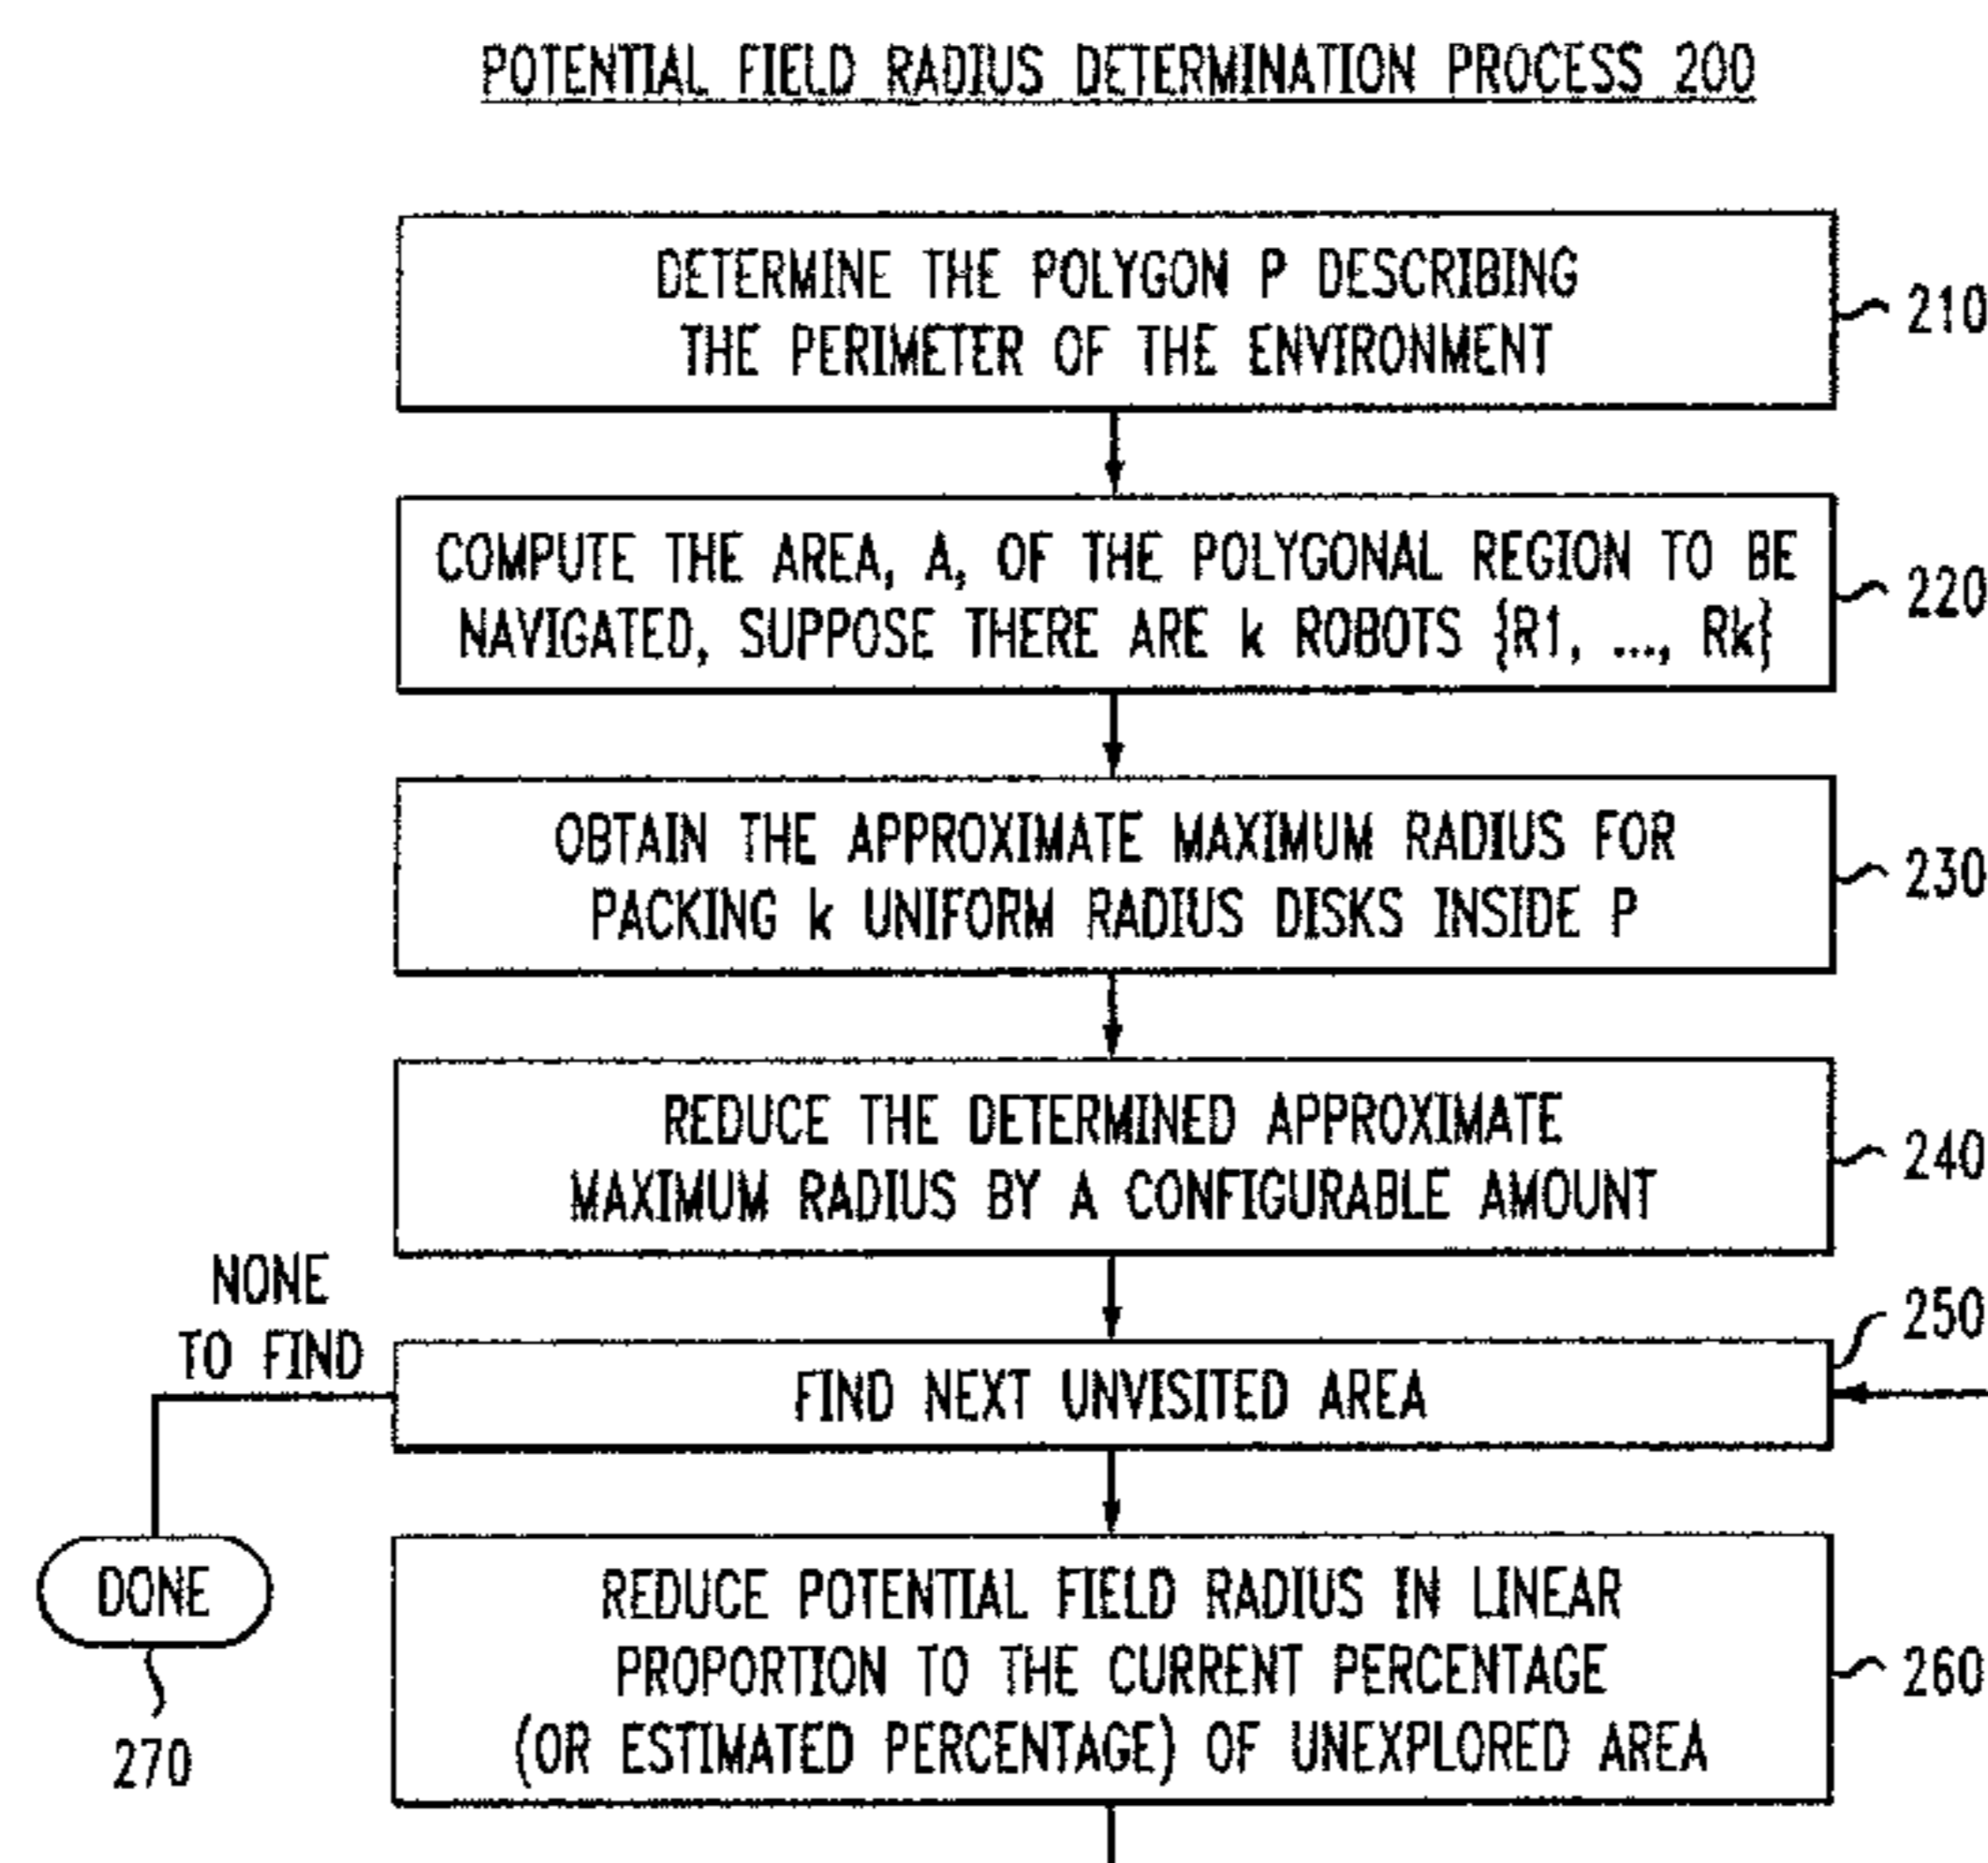 POTENTIAL FIELD RADIUS DETERMINATION PROCESS 200
DETERMINE THE POLYGON P DESCRIBING
THE PERIMETER OF THE ENVIRONMENT
210
COMPUTE THE AREA, A, OF THE POLYGONAL REGION TO BE
NAVIGATED, SUPPOSE THERE ARE k ROBOTS {R1, ..., Rk}
220
OBTAIN THE APPROXIMATE MAXIMUM RADIUS FOR
PACKING k UNIFORM RADIUS DISKS INSIDE P
230
REDUCE THE DETERMINED APPROXIMATE
MAXIMUM RADIUS BY A CONFIGURABLE AMOUNT
240
NONE
TO FIND
250
FIND NEXT UNVISITED AREA
DONE
270
REDUCE POTENTIAL FIELD RADIUS IN LINEAR
PROPORTION TO THE CURRENT PERCENTAGE
(OR ESTIMATED PERCENTAGE) OF UNEXPLORED AREA
260